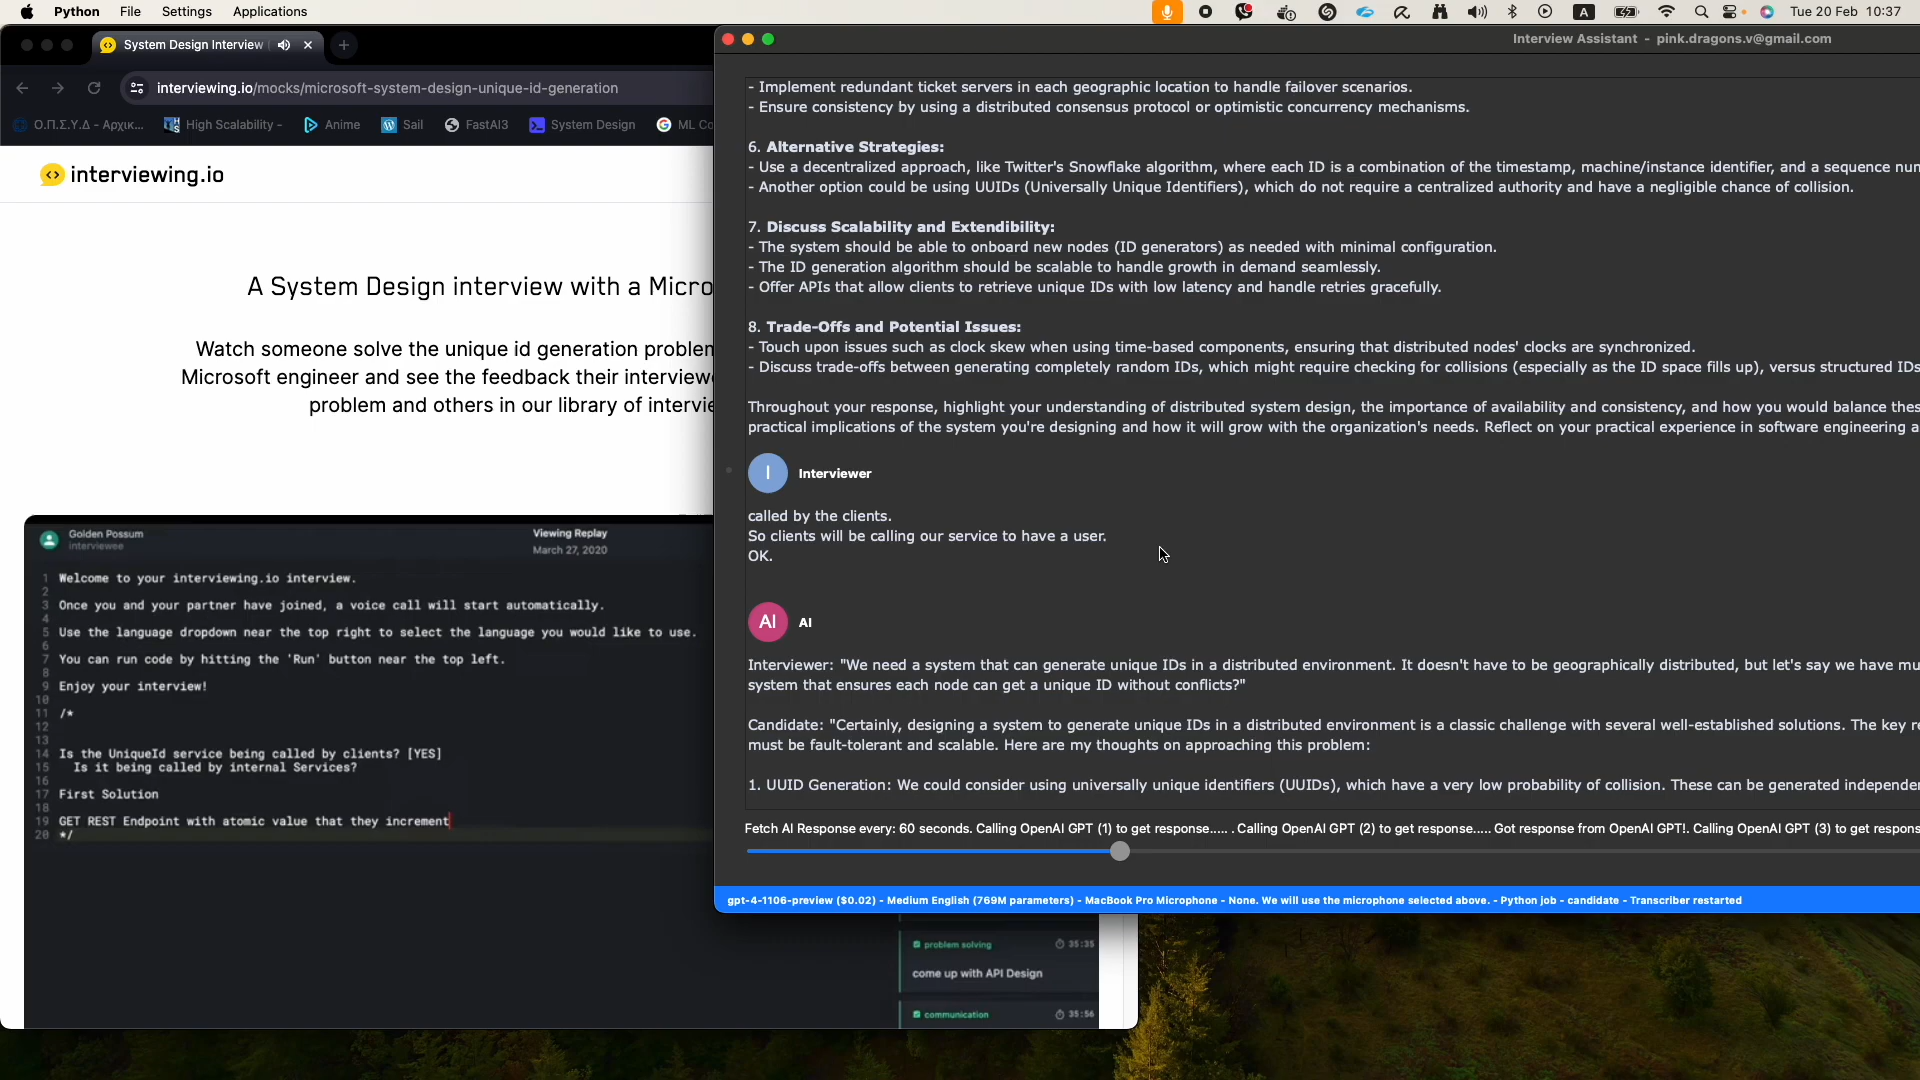 Python File Settings Applications
A
Tue 20 Feb 10:37
System Design Interview
interviewing.io/mocks/microsoft-system-design-unique-id-generation
Ο.Π.Σ.Υ.Δ - Αρχικ... High Scalability - Anime Sail FastAI3 System Design ML Co
interviewing.io
A System Design interview with a Micro
Watch someone solve the unique id generation problem
Microsoft engineer and see the feedback their interviewe
problem and others in our library of intervie
Golden Possum
interviewee
Viewing Replay
March 27, 2020
1 Welcome to your interviewing.io interview.
2
3 Once you and your partner have joined, a voice call will start automatically.
4
5 Use the language dropdown near the top right to select the language you would like to use.
6
7 You can run code by hitting the 'Run' button near the top left.
8
9 Enjoy your interview!
10
11 /*
12
13
14 Is the UniqueId service being called by clients? [YES]
15 Is it being called by internal Services?
16
17 First Solution
18
19 GET REST Endpoint with atomic value that they increment
20 */
problem solving 35:35
come up with API Design
communication 35:56
Interview Assistant - pink.dragons.v@gmail.com
- Implement redundant ticket servers in each geographic location to handle failover scenarios.
- Ensure consistency by using a distributed consensus protocol or optimistic concurrency mechanisms.
6. Alternative Strategies:
- Use a decentralized approach, like Twitter's Snowflake algorithm, where each ID is a combination of the timestamp, machine/instance identifier, and a sequence num
- Another option could be using UUIDs (Universally Unique Identifiers), which do not require a centralized authority and have a negligible chance of collision.
7. Discuss Scalability and Extendibility:
- The system should be able to onboard new nodes (ID generators) as needed with minimal configuration.
- The ID generation algorithm should be scalable to handle growth in demand seamlessly.
- Offer APIs that allow clients to retrieve unique IDs with low latency and handle retries gracefully.
8. Trade-Offs and Potential Issues:
- Touch upon issues such as clock skew when using time-based components, ensuring that distributed nodes' clocks are synchronized.
- Discuss trade-offs between generating completely random IDs, which might require checking for collisions (especially as the ID space fills up), versus structured IDs
Throughout your response, highlight your understanding of distributed system design, the importance of availability and consistency, and how you would balance thes
practical implications of the system you're designing and how it will grow with the organization's needs. Reflect on your practical experience in software engineering a
I Interviewer
called by the clients.
So clients will be calling our service to have a user.
OK.
AI AI
Interviewer: "We need a system that can generate unique IDs in a distributed environment. It doesn't have to be geographically distributed, but let's say we have mu
system that ensures each node can get a unique ID without conflicts?"
Candidate: "Certainly, designing a system to generate unique IDs in a distributed environment is a classic challenge with several well-established solutions. The key re
must be fault-tolerant and scalable. Here are my thoughts on approaching this problem:
1. UUID Generation: We could consider using universally unique identifiers (UUIDs), which have a very low probability of collision. These can be generated independen
Fetch AI Response every: 60 seconds. Calling OpenAI GPT (1) to get response..... . Calling OpenAI GPT (2) to get response..... Got response from OpenAI GPT!. Calling OpenAI GPT (3) to get respons
gpt-4-1106-preview ($0.02) - Medium English (769M parameters) - MacBook Pro Microphone - None. We will use the microphone selected above. - Python job - candidate - Transcriber restarted